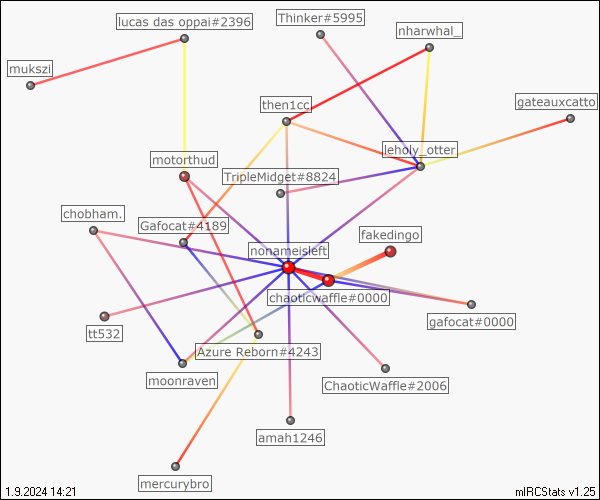 lucas das oppai#2396
Thinker#5995
nharwhal_
mukszi
then1cc
gateauxcatto
motorthud
leholy_otter
TripleMidget#8824
chobham.
Gafocat#4189
fakedingo
nonameisleft
chaoticwaffle#0000
gafocat#0000
tt532
Azure Reborn#4243
moonraven
ChaoticWaffle#2006
amah1246
mercurybro
1.9.2024 14:21
mIRCStats v1.25